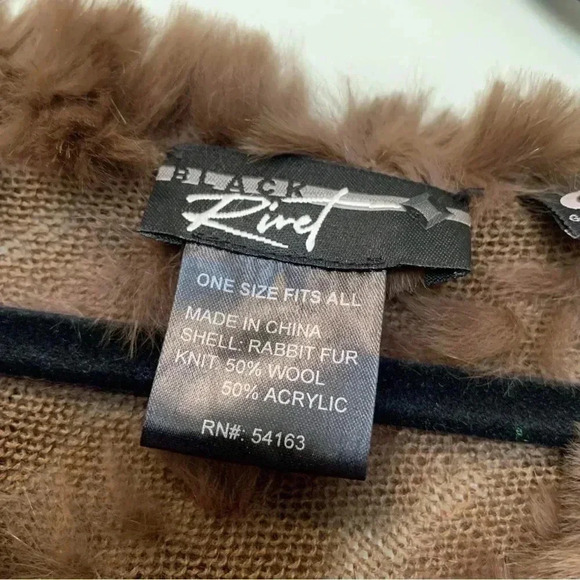 BLACK
Rivet
ONE SIZE FITS ALL
MADE IN CHINA
SHELL: RABBIT FUR
KNIT: 50% WOOL
50% ACRYLIC
RN#: 54163